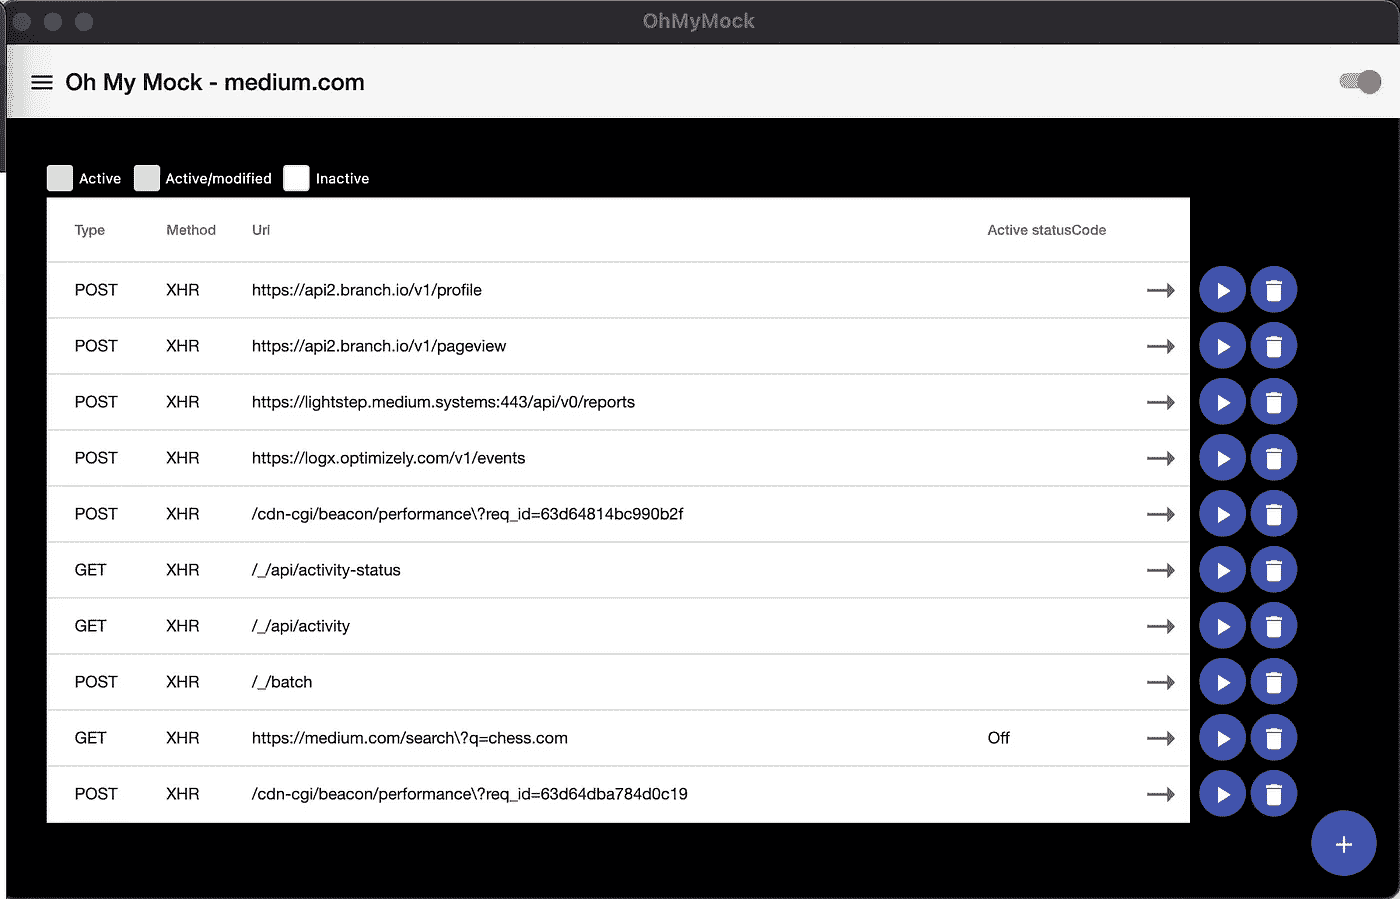 OhMyMock
Oh My Mock - medium.com
Active Active/modified Inactive
Type Method Url Active statusCode
POST XHR https://api2.branch.io/v1/profile
POST XHR https://api2.branch.io/v1/pageview
POST XHR https://lightstep.medium.systems:443/api/v0/reports
POST XHR https://logx.optimizely.com/v1/events
POST XHR /cdn-cgi/beacon/performance\?req_id=63d64814bc990b2f
GET XHR /_/api/activity-status
GET XHR /_/api/activity
POST XHR /_/batch
GET XHR https://medium.com/search\?q=chess.com Off
POST XHR /cdn-cgi/beacon/performance\?req_id=63d64dba784d0c19